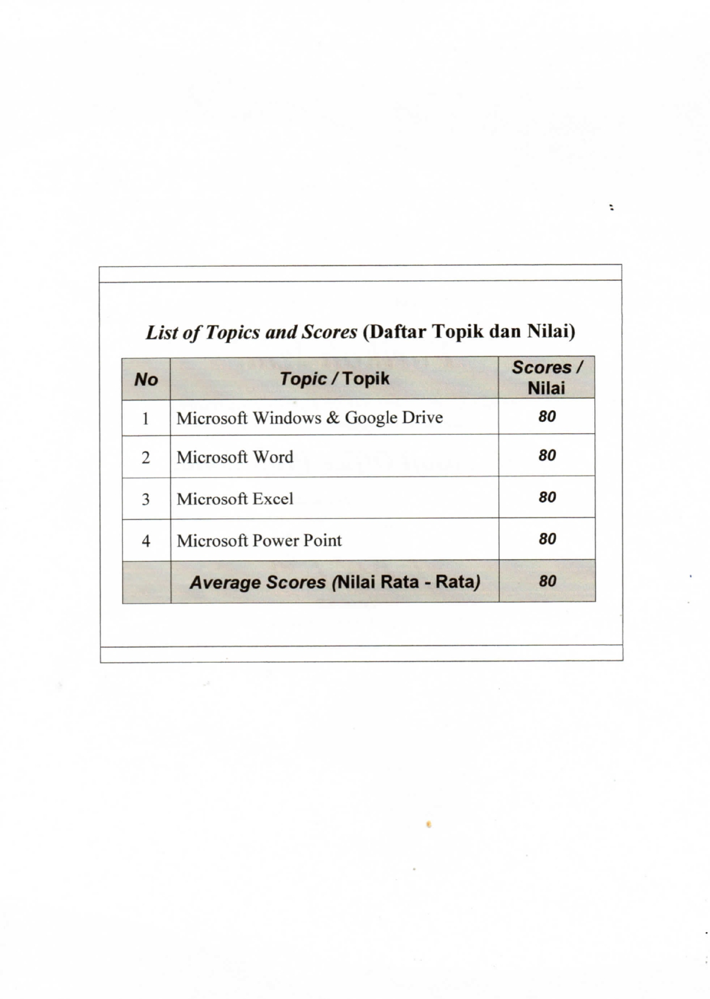 List of Topics and Scores (Daftar Topik dan Nilai)
No Topic / Topik Scores / Nilai
1 Microsoft Windows & Google Drive 80
2 Microsoft Word 80
3 Microsoft Excel 80
4 Microsoft Power Point 80
Average Scores (Nilai Rata - Rata) 80